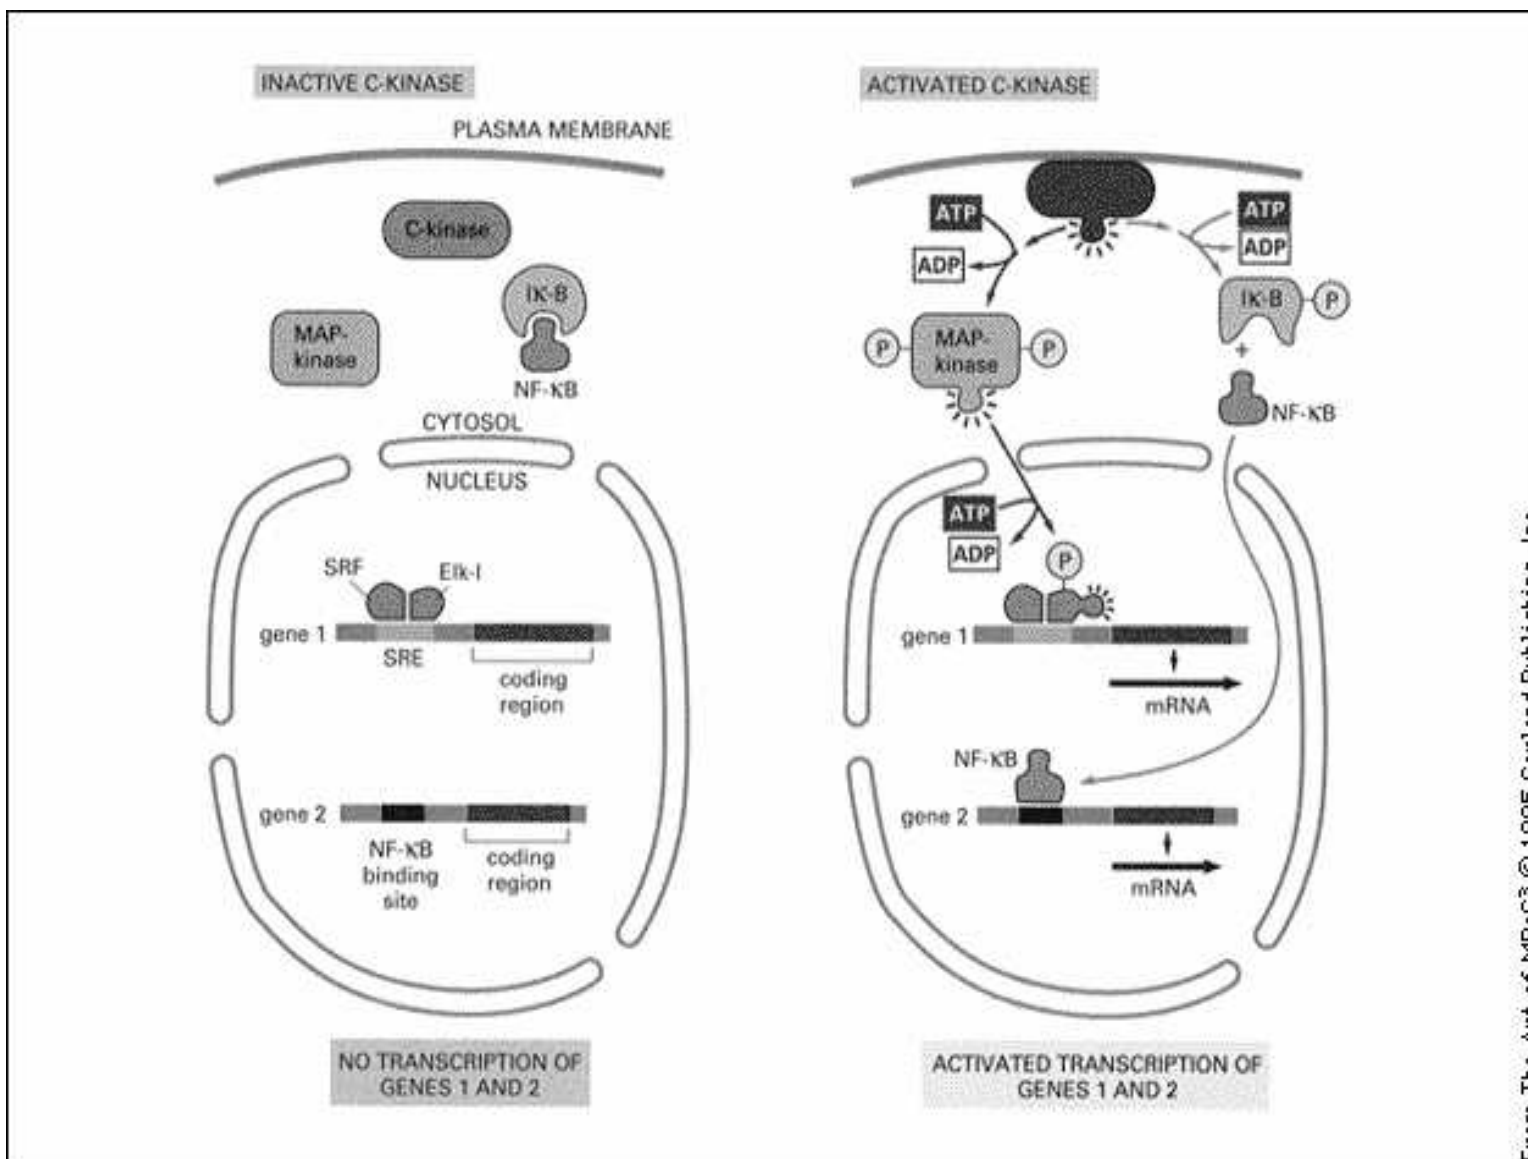 INACTIVE C-KINASE
PLASMA MEMBRANE
C-kinase
Iκ-B
MAP-
kinase
NF-κB
CYTOSOL
NUCLEUS
SRF
Elk-I
gene 1
SRE
coding
region
gene 2
NF-κB
binding
site
coding
region
NO TRANSCRIPTION OF
GENES 1 AND 2
ACTIVATED C-KINASE
ATP
ADP
ATP
ADP
Iκ-B
P
P
MAP-
kinase
P
+
NF-κB
ATP
ADP
P
gene 1
mRNA
NF-κB
gene 2
mRNA
ACTIVATED TRANSCRIPTION OF
GENES 1 AND 2